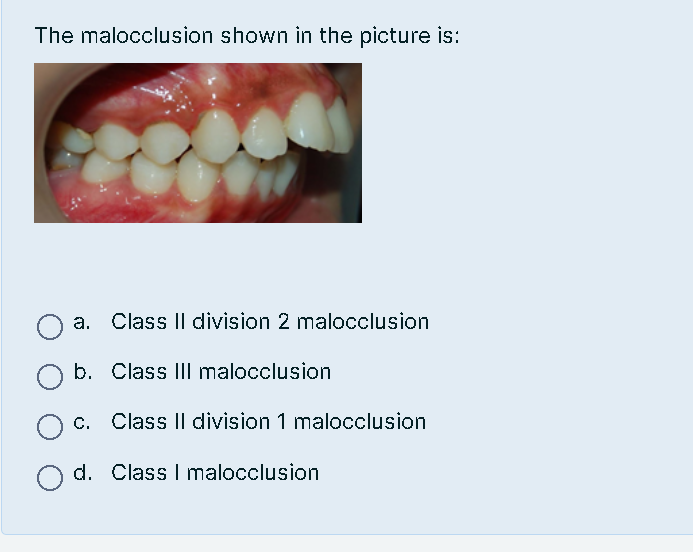 The malocclusion shown in the picture is:
a. Class II division 2 malocclusion
b. Class III malocclusion
c. Class II division 1 malocclusion
d. Class I malocclusion